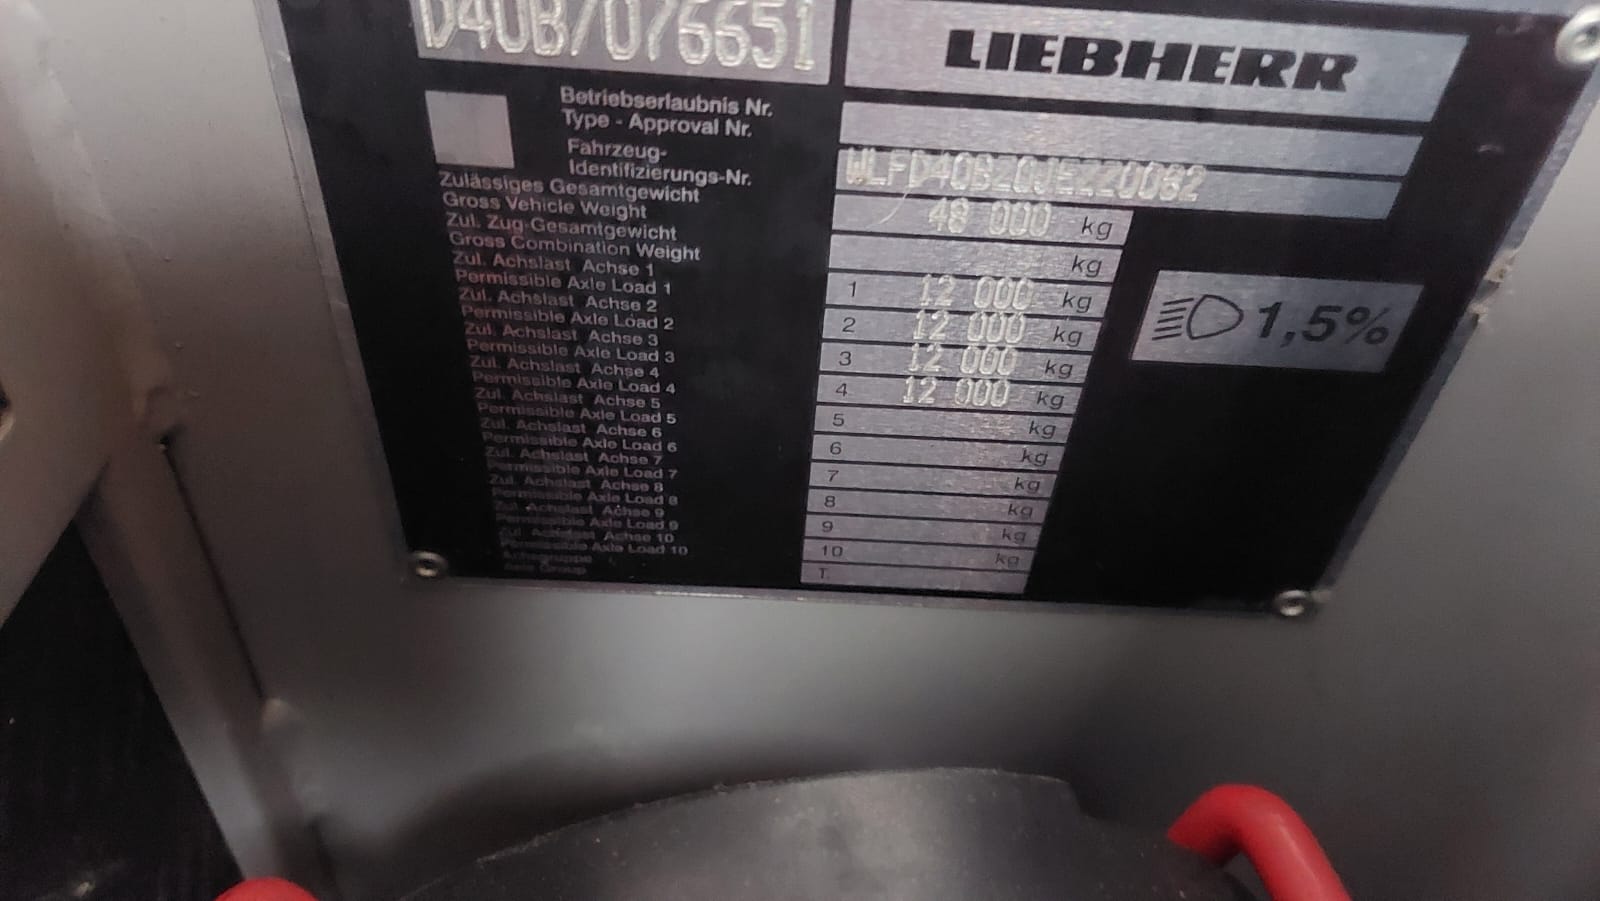 D40B/076651
LIEBHERR
Betriebserlaubnis Nr.
Type - Approval Nr.
Fahrzeug-
Identifizierungs-Nr.
WLFD40BZ0JEZZ0082
Zulässiges Gesamtgewicht
Gross Vehicle Weight
48 000 kg
Zul. Zug-Gesamtgewicht
Gross Combination Weight
kg
Zul. Achslast Achse 1
Permissible Axle Load 1
1 12 000 kg
Zul. Achslast Achse 2
Permissible Axle Load 2
2 12 000 kg
Zul. Achslast Achse 3
Permissible Axle Load 3
3 12 000 kg
Zul. Achslast Achse 4
Permissible Axle Load 4
4 12 000 kg
Zul. Achslast Achse 5
Permissible Axle Load 5
5 kg
Zul. Achslast Achse 6
Permissible Axle Load 6
6 kg
Zul. Achslast Achse 7
Permissible Axle Load 7
7 kg
Zul. Achslast Achse 8
Permissible Axle Load 8
8 kg
Zul. Achslast Achse 9
Permissible Axle Load 9
9 kg
Zul. Achslast Achse 10
Permissible Axle Load 10
10 kg
Achsgruppe
Axle Group
T.
1,5%